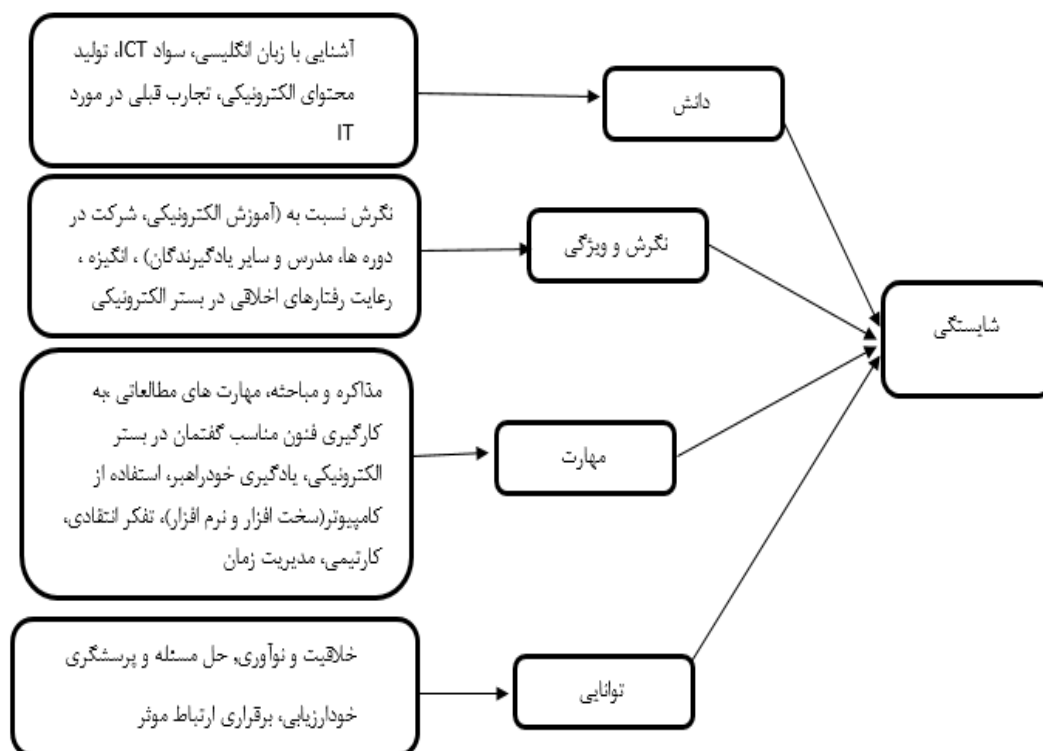 آشنایی با زبان انگلیسی، سواد ICT، تولید
محتوای الکترونیکی، تجارب قبلی در مورد
IT
دانش
نگرش نسبت به (آموزش الکترونیکی، شرکت در
دوره ها، مدرس و سایر یادگیرندگان) ، انگیزه ،
رعایت رفتارهای اخلاقی در بستر الکترونیکی
نگرش و ویژگی
شایستگی
مذاکره و مباحثه، مهارت های مطالعاتی ،به
کارگیری فنون مناسب گفتمان در بستر
الکترونیکی، یادگیری خودراهبر، استفاده از
کامپیوتر(سخت افزار و نرم افزار)، تفکر انتقادی،
کارتیمی، مدیریت زمان
مهارت
خلاقیت و نوآوری, حل مسئله و پرسشگری
خودارزیابی، برقراری ارتباط موثر
توانایی